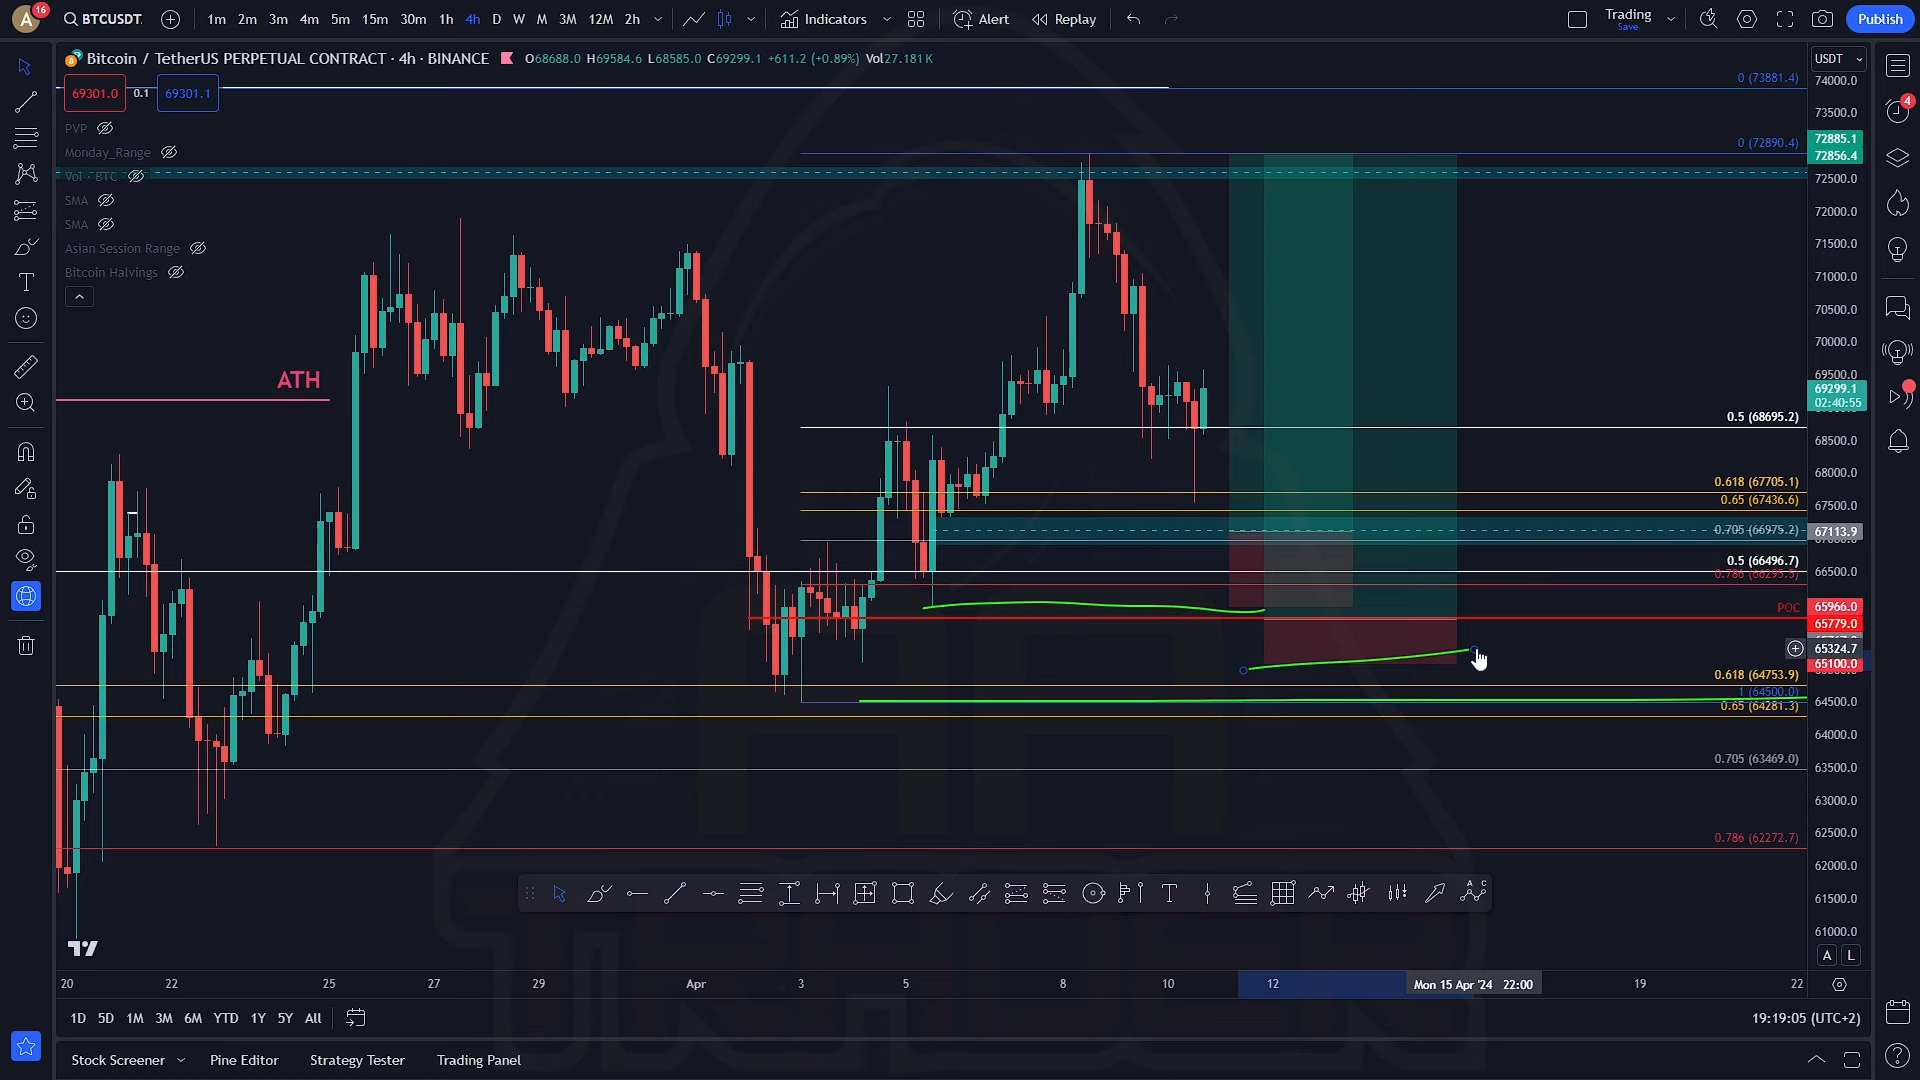 A 16 BTCUSDT. 1m 2m 3m 4m 5m 15m 30m 1h 4h D W M 3M 12M 2h Indicators Alert Replay Trading Save Publish
Bitcoin / TetherUS PERPETUAL CONTRACT · 4h · BINANCE O68688.0 H69584.6 L68585.0 C69299.1 +611.2 (+0.89%) Vol27.181K
USDT
69301.0 0.1 69301.1
PVP
Monday_Range
Vol · BTC
SMA
SMA
Asian Session Range
Bitcoin Halvings
ATH
0 (73881.4)
0 (72890.4)
0.5 (68695.2)
0.618 (67705.1)
0.65 (67436.6)
0.705 (66975.2)
0.5 (66496.7)
0.786 (66295.5)
POC
0.618 (64753.9)
1 (64500.0)
0.65 (64281.3)
0.705 (63469.0)
0.786 (62272.7)
74000.0
73500.0
72885.1
72856.4
72500.0
72000.0
71500.0
71000.0
70500.0
70000.0
69500.0
69299.1
02:40:55
68500.0
68000.0
67500.0
67113.9
66500.0
65966.0
65779.0
65324.7
65100.0
64500.0
64000.0
63500.0
63000.0
62500.0
62000.0
61500.0
61000.0
4
A L
20 22 25 27 29 Apr 3 5 8 10 12 Mon 15 Apr '24 22:00 19 22
1D 5D 1M 3M 6M YTD 1Y 5Y All 19:19:05 (UTC+2)
Stock Screener Pine Editor Strategy Tester Trading Panel
TRADER